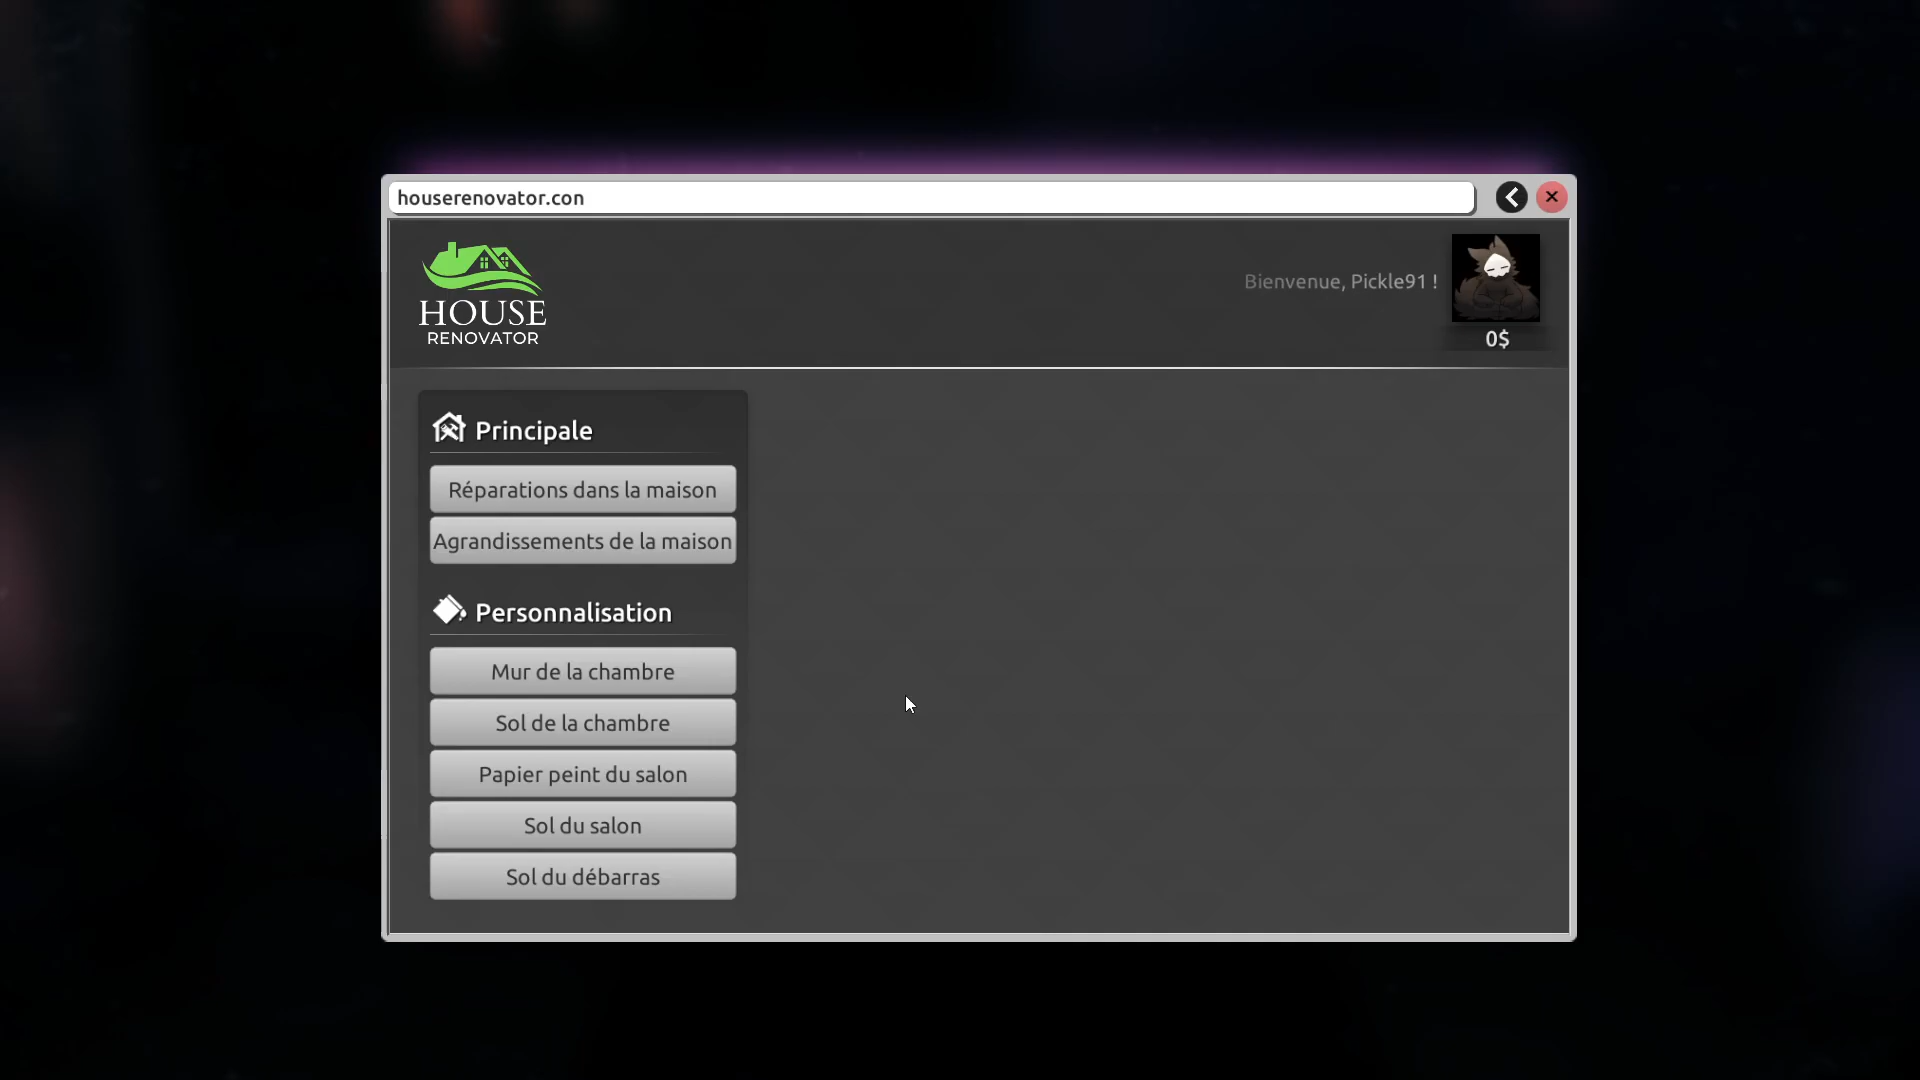 houserenovator.con
HOUSE
RENOVATOR
Bienvenue, Pickle91 !
0$
Principale
Réparations dans la maison
Agrandissements de la maison
Personnalisation
Mur de la chambre
Sol de la chambre
Papier peint du salon
Sol du salon
Sol du débarras